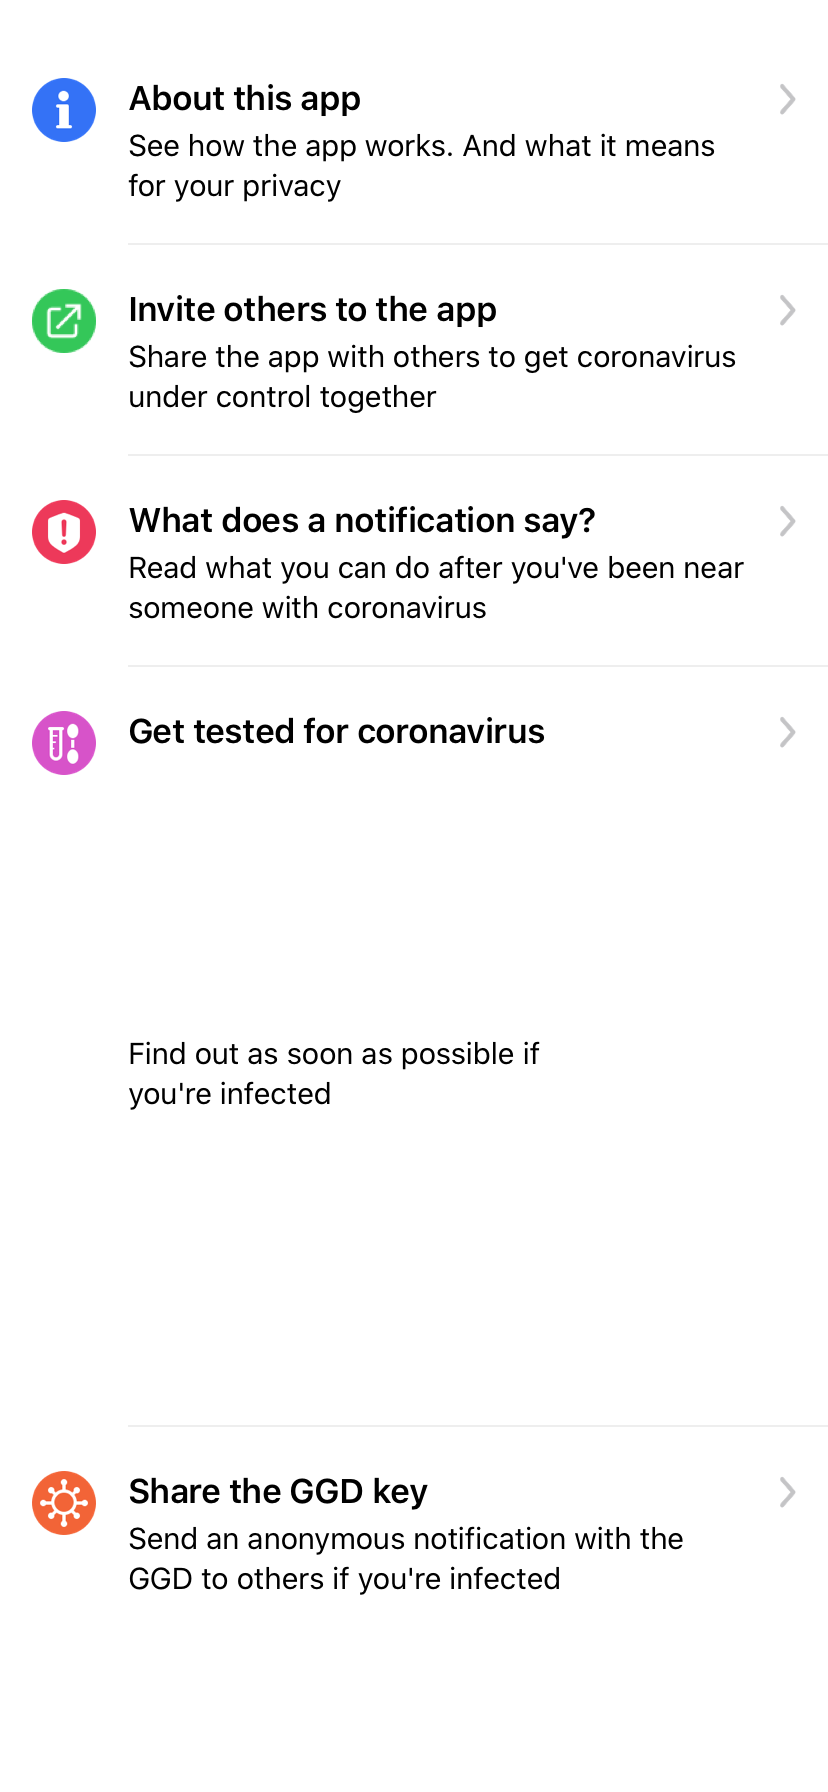 About this app
See how the app works. And what it means
for your privacy
Invite others to the app
Share the app with others to get coronavirus
under control together
What does a notification say?
Read what you can do after you've been near
someone with coronavirus
Get tested for coronavirus
Find out as soon as possible if
you're infected
Share the GGD key
Send an anonymous notification with the
GGD to others if you're infected